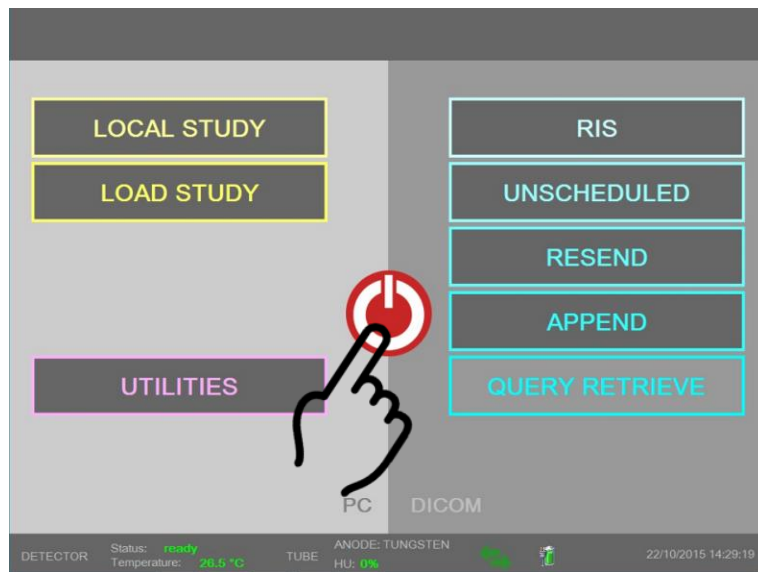 LOCAL STUDY
LOAD STUDY
UTILITIES
PC
RIS
UNSCHEDULED
RESEND
APPEND
QUERY RETRIEVE
DICOM
DETECTOR
Status: ready
Temperature: 26.5 °C
TUBE
ANODE: TUNGSTEN
HU: 0%
22/10/2015 14:29:19